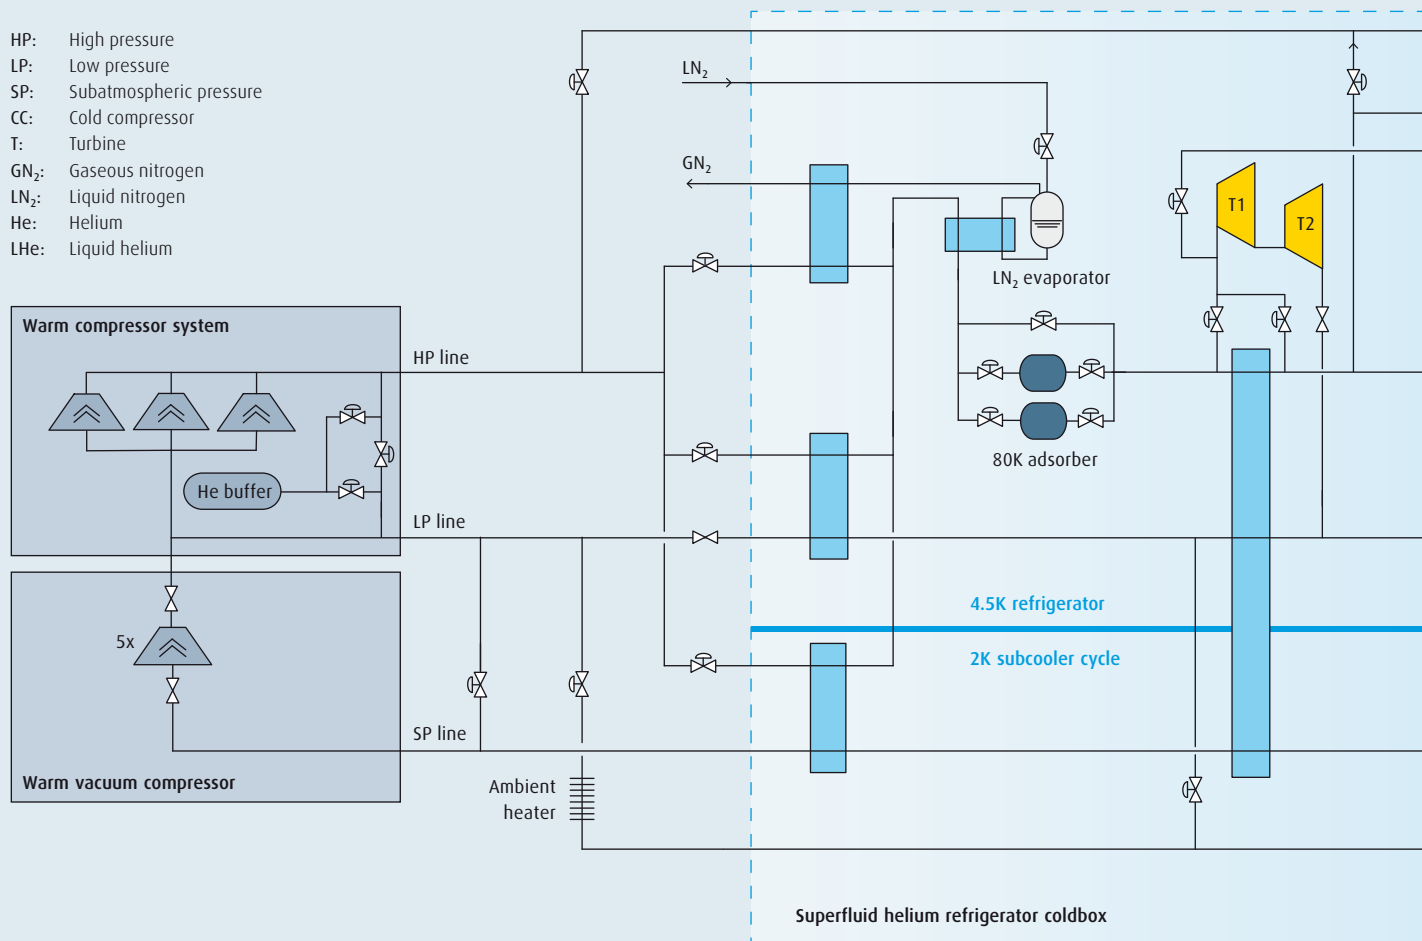 HP: High pressure
LP: Low pressure
SP: Subatmospheric pressure
CC: Cold compressor
T: Turbine
GN₂: Gaseous nitrogen
LN₂: Liquid nitrogen
He: Helium
LHe: Liquid helium
LN₂
GN₂
T1
T2
LN₂ evaporator
Warm compressor system
HP line
80K adsorber
He buffer
LP line
4.5K refrigerator
5x
2K subcooler cycle
SP line
Warm vacuum compressor
Ambient
heater
Superfluid helium refrigerator coldbox